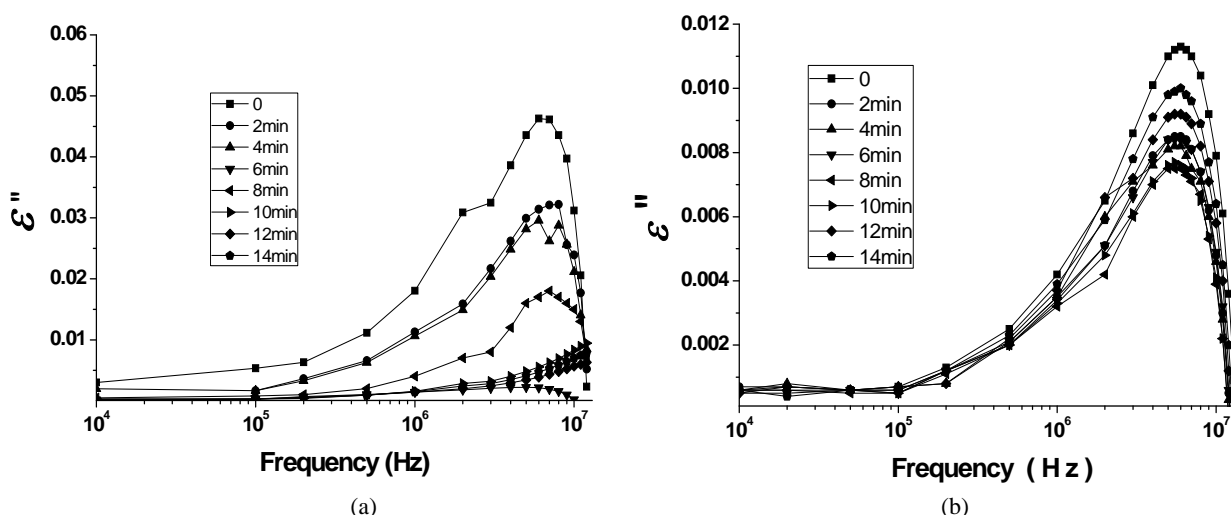 0.06
0.05
0.04
0.03
0.02
0.01
ε"
0
2min
4min
6min
8min
10min
12min
14min
10^4 10^5 10^6 10^7
Frequency (Hz)
(a)
0.012
0.010
0.008
0.006
0.004
0.002
ε"
0
2min
4min
6min
8min
10min
12min
14min
10^4 10^5 10^6 10^7
Frequency ( Hz )
(b)